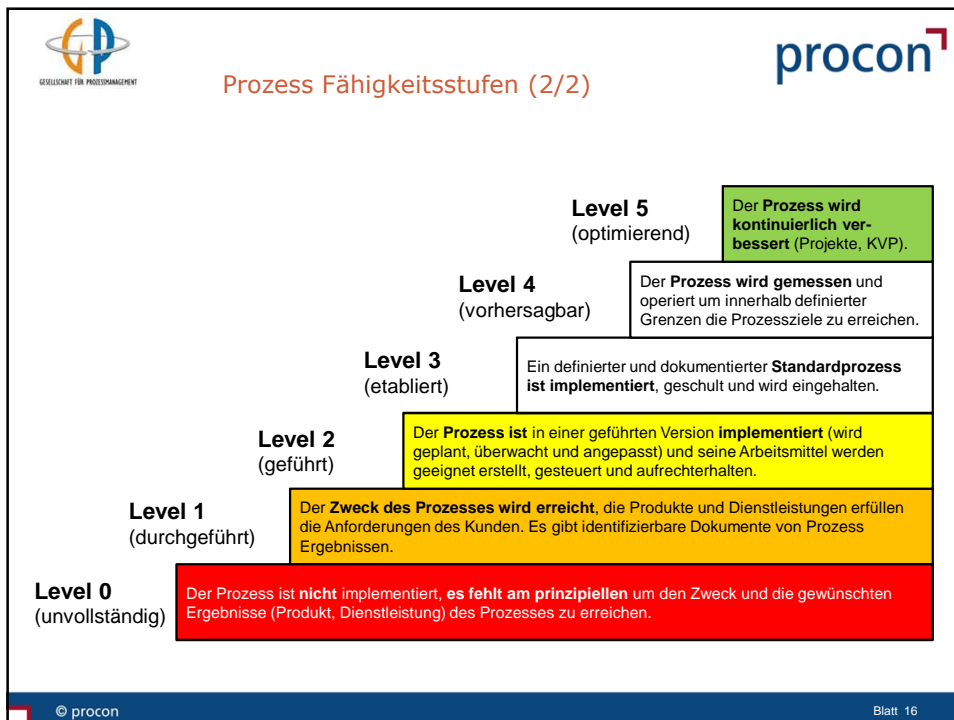 GESELLSCHAFT FÜR PROZESSMANAGEMENT
procon
Prozess Fähigkeitsstufen (2/2)
Level 5
(optimierend)
Der Prozess wird
kontinuierlich ver-
bessert (Projekte, KVP).
Level 4
(vorhersagbar)
Der Prozess wird gemessen und
operiert um innerhalb definierter
Grenzen die Prozessziele zu erreichen.
Level 3
(etabliert)
Ein definierter und dokumentierter Standardprozess
ist implementiert, geschult und wird eingehalten.
Level 2
(geführt)
Der Prozess ist in einer geführten Version implementiert (wird
geplant, überwacht und angepasst) und seine Arbeitsmittel werden
geeignet erstellt, gesteuert und aufrechterhalten.
Level 1
(durchgeführt)
Der Zweck des Prozesses wird erreicht, die Produkte und Dienstleistungen erfüllen
die Anforderungen des Kunden. Es gibt identifizierbare Dokumente von Prozess
Ergebnissen.
Level 0
(unvollständig)
Der Prozess ist nicht implementiert, es fehlt am prinzipiellen um den Zweck und die gewünschten
Ergebnisse (Produkt, Dienstleistung) des Prozesses zu erreichen.
© procon
Blatt 16